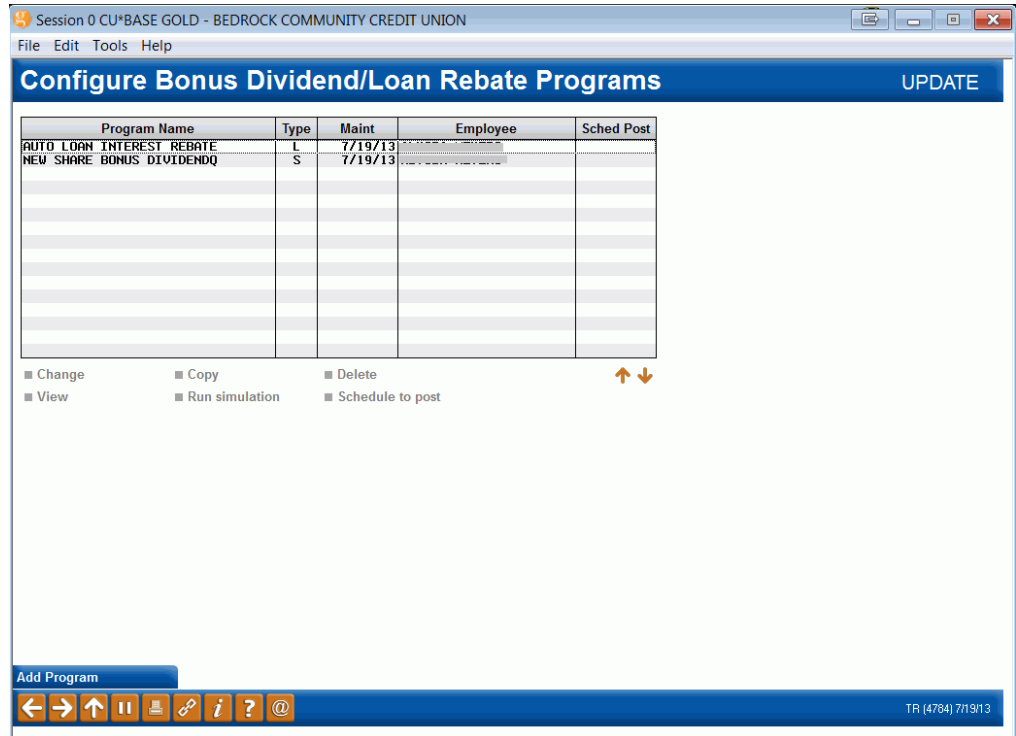 Session 0 CU*BASE GOLD - BEDROCK COMMUNITY CREDIT UNION
File Edit Tools Help
Configure Bonus Dividend/Loan Rebate Programs UPDATE
Program Name Type Maint Employee Sched Post
AUTO LOAN INTEREST REBATE L 7/19/13
NEW SHARE BONUS DIVIDENDQ S 7/19/13
Change Copy Delete
View Run simulation Schedule to post
Add Program
i ? @ TR (4784) 7/19/13